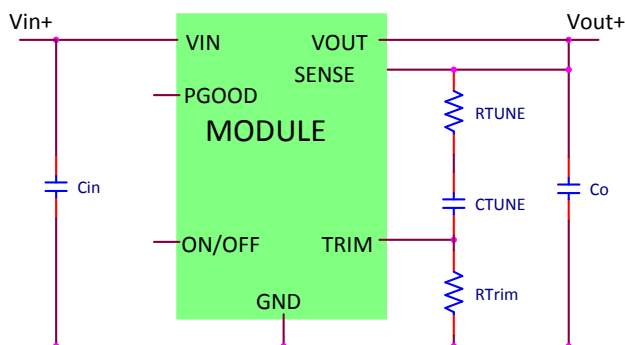 Vin+
Vout+
VIN
VOUT
SENSE
PGOOD
RTUNE
MODULE
Cin
CTUNE
Co
ON/OFF
TRIM
RTrim
GND